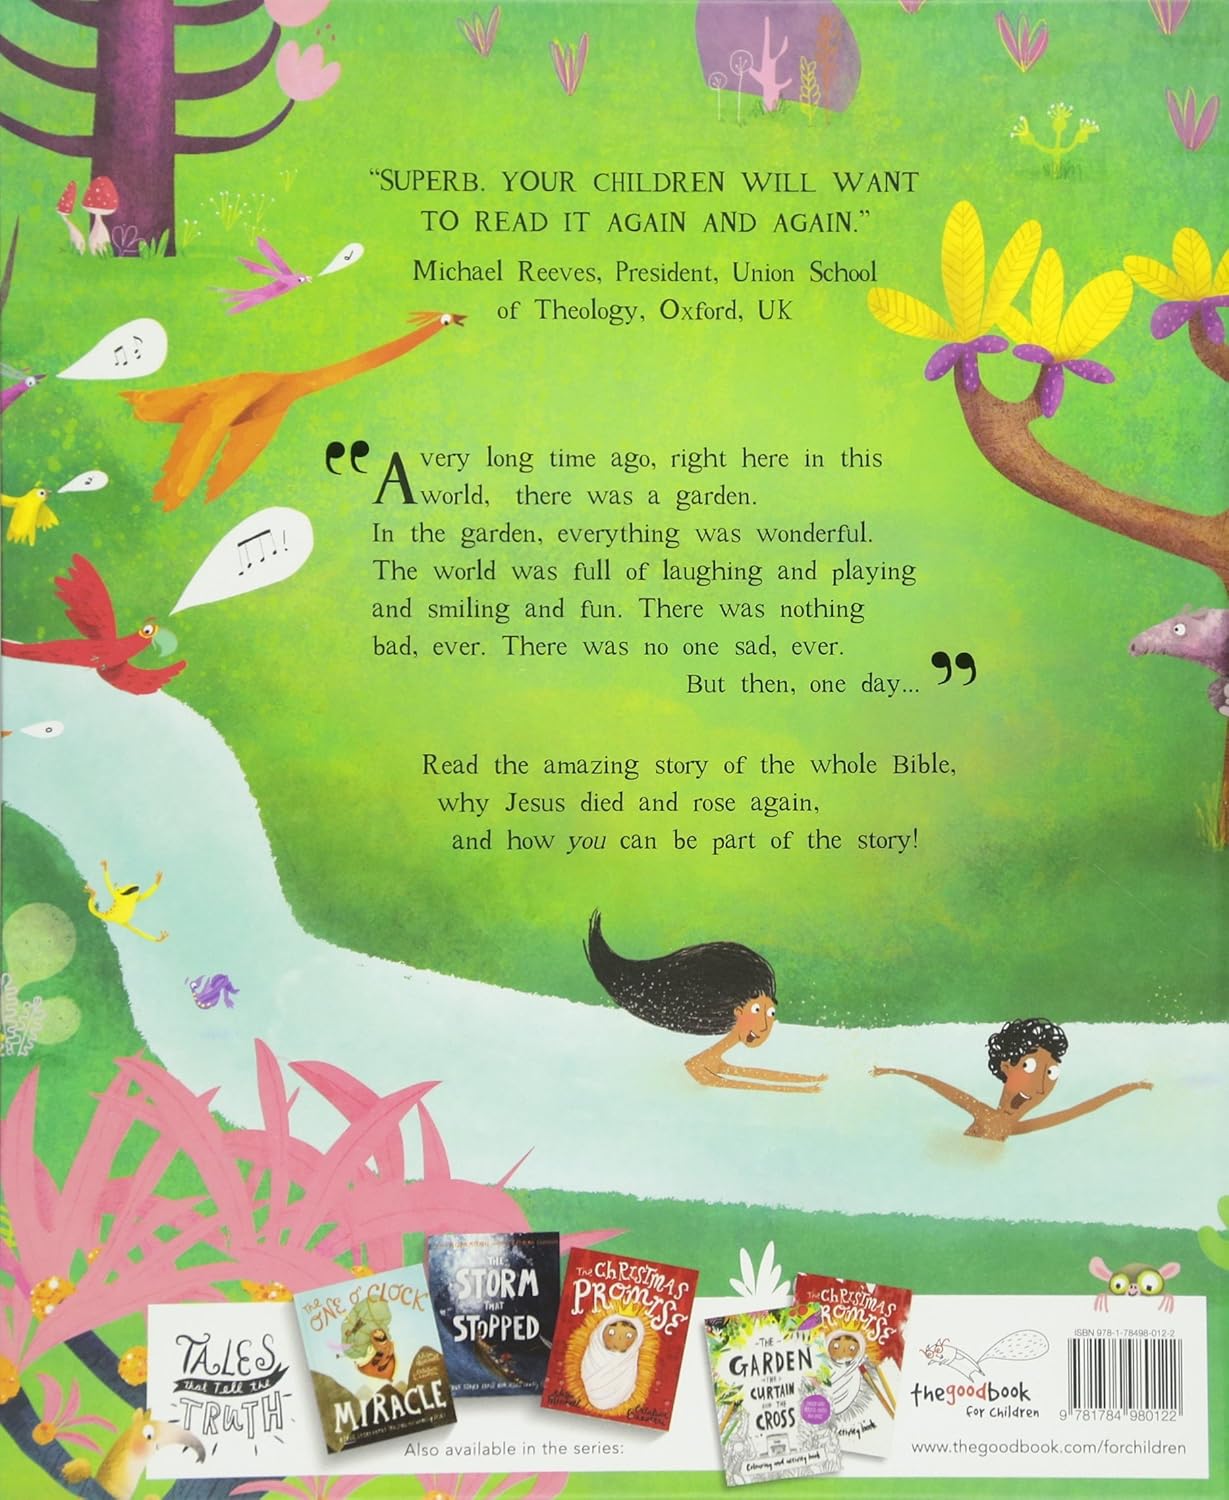 “SUPERB. YOUR CHILDREN WILL WANT
TO READ IT AGAIN AND AGAIN.”
Michael Reeves, President, Union School
of Theology, Oxford, UK
“A very long time ago, right here in this
world, there was a garden.
In the garden, everything was wonderful.
The world was full of laughing and playing
and smiling and fun. There was nothing
bad, ever. There was no one sad, ever.
But then, one day...”
Read the amazing story of the whole Bible,
why Jesus died and rose again,
and how you can be part of the story!
TALES
that Tell the
TRUTH
THE
ONE O'CLOCK
MIRACLE
THE
STORM
THAT
STOPPED
The CHRISTMAS
PROMISE
Also available in the series:
THE
GARDEN
THE
CURTAIN
AND THE
CROSS
Colouring and activity book
The CHRISTMAS
PROMISE
activity book
thegoodbook
for children
ISBN 978-1-78498-012-2
9 781784 980122
www.thegoodbook.com/forchildren